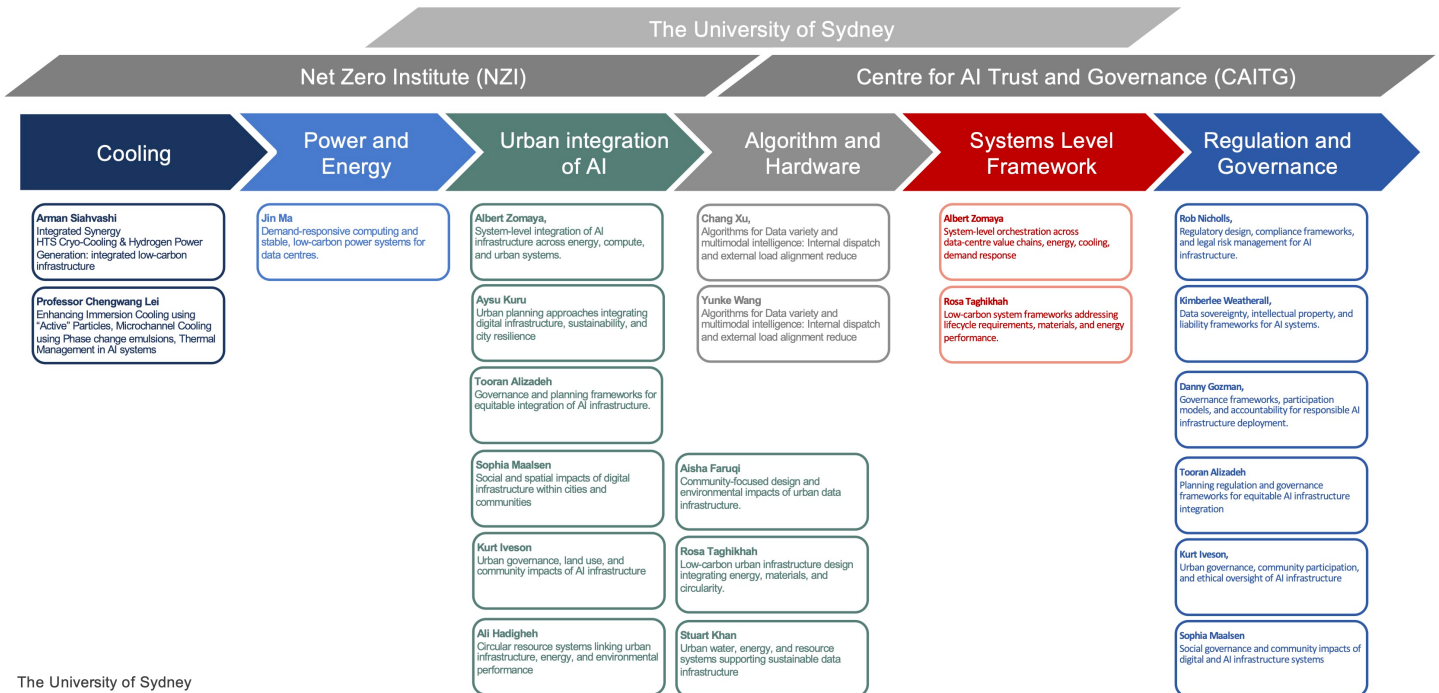 The University of Sydney
Net Zero Institute (NZI)
Centre for AI Trust and Governance (CAITG)
Cooling
Power and
Energy
Urban integration
of AI
Algorithm and
Hardware
Systems Level
Framework
Regulation and
Governance
Arman Siahvashi
Integrated Synergy
HTS Cryo-Cooling & Hydrogen Power
Generation: integrated low-carbon
infrastructure
Professor Chengwang Lei
Enhancing Immersion Cooling using
“Active” Particles, Microchannel Cooling
using Phase change emulsions, Thermal
Management in AI systems
Jin Ma
Demand-responsive computing and
stable, low-carbon power systems for
data centres.
Albert Zomaya,
System-level integration of AI
infrastructure across energy, compute,
and urban systems.
Aysu Kuru
Urban planning approaches integrating
digital infrastructure, sustainability, and
city resilience
Tooran Alizadeh
Governance and planning frameworks for
equitable integration of AI infrastructure.
Sophia Maalsen
Social and spatial impacts of digital
infrastructure within cities and
communities
Kurt Iveson
Urban governance, land use, and
community impacts of AI infrastructure
Ali Hadigheh
Circular resource systems linking urban
infrastructure, energy, and environmental
performance
Chang Xu,
Algorithms for Data variety and
multimodal intelligence: Internal dispatch
and external load alignment reduce
Yunke Wang
Algorithms for Data variety and
multimodal intelligence: Internal dispatch
and external load alignment reduce
Aisha Faruqi
Community-focused design and
environmental impacts of urban data
infrastructure.
Rosa Taghikhah
Low-carbon urban infrastructure design
integrating energy, materials, and
circularity.
Stuart Khan
Urban water, energy, and resource
systems supporting sustainable data
infrastructure
Albert Zomaya
System-level orchestration across
data-centre value chains, energy, cooling,
demand response
Rosa Taghikhah
Low-carbon system frameworks addressing
lifecycle requirements, materials, and energy
performance.
Rob Nicholls,
Regulatory design, compliance frameworks,
and legal risk management for AI
infrastructure.
Kimberlee Weatherall,
Data sovereignty, intellectual property, and
liability frameworks for AI systems.
Danny Gozman,
Governance frameworks, participation
models, and accountability for responsible AI
infrastructure deployment.
Tooran Alizadeh
Planning regulation and governance
frameworks for equitable AI infrastructure
integration
Kurt Iveson,
Urban governance, community participation,
and ethical oversight of AI infrastructure
Sophia Maalsen
Social governance and community impacts of
digital and AI infrastructure systems
The University of Sydney